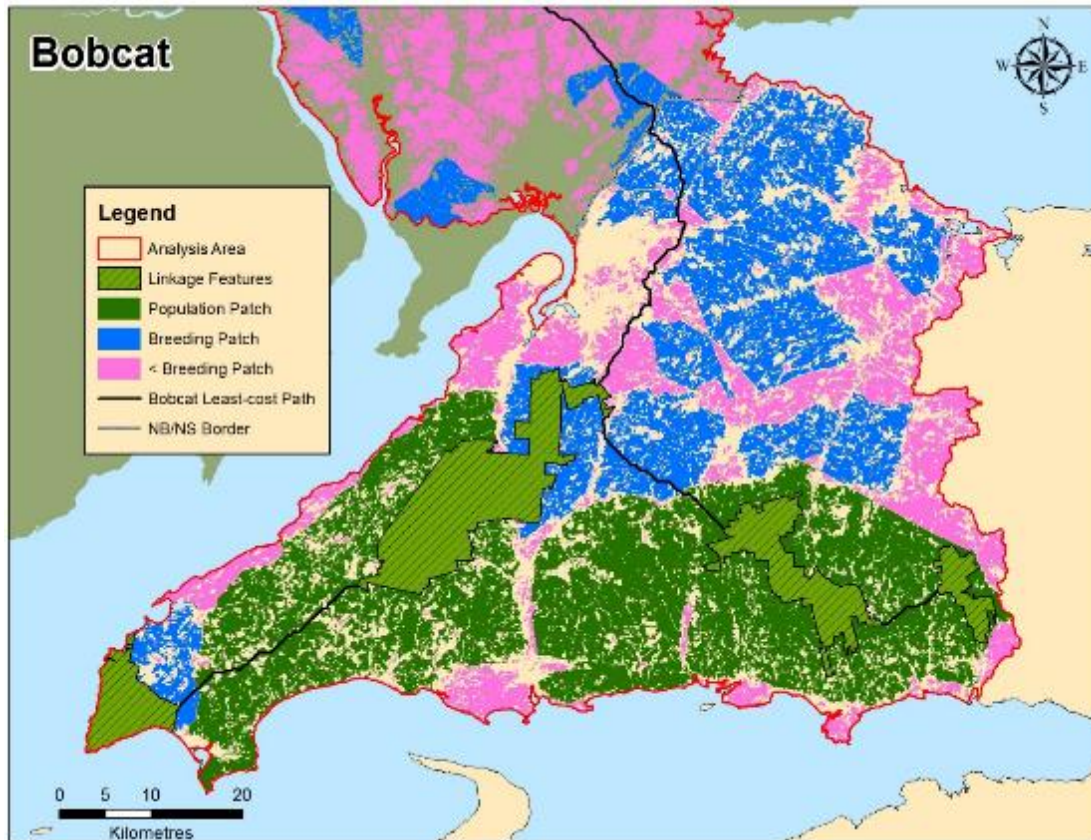 Bobcat
N
W E
S
Legend
Analysis Area
Linkage Features
Population Patch
Breeding Patch
< Breeding Patch
Bobcat Least-cost Path
NB/NS Border
0 5 10 20
Kilometres